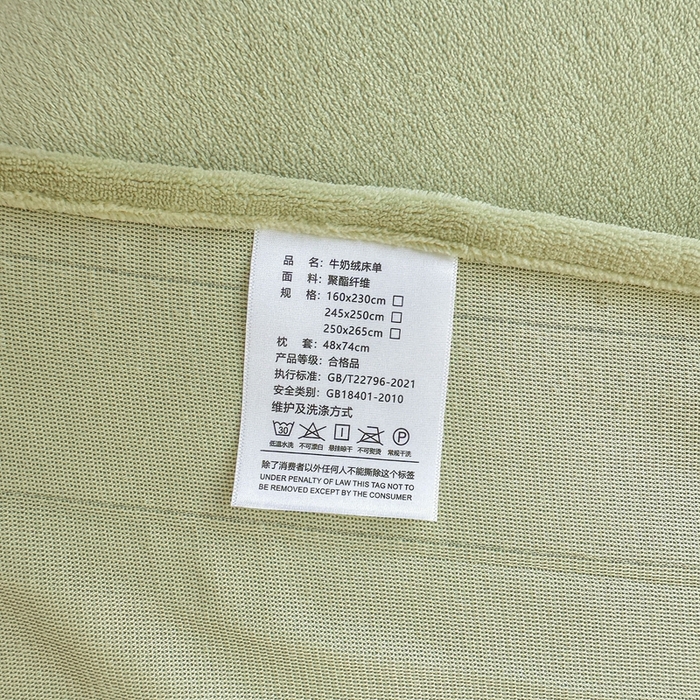 品 名：牛奶绒床单
面 料：聚酯纤维
规 格：160x230cm □
245x250cm □
250x265cm □
枕 套：48x74cm
产品等级：合格品
执行标准：GB/T22796-2021
安全类别：GB18401-2010
维护及洗涤方式
30 P
低温水洗 不可漂白 悬挂晾干 不可熨烫 常规干洗
除了消费者以外任何人不能撕除这个标签
UNDER PENALTY OF LAW THIS TAG NOT TO
BE REMOVED EXCEPT BY THE CONSUMER